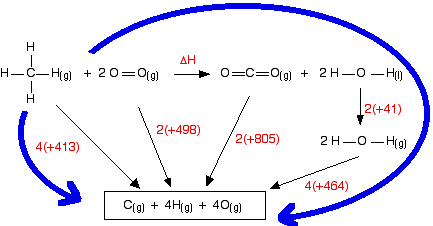 H
H–C–H(g) + 2 O=O(g) ΔH O=C=O(g) + 2 H–O–H(l)
H
2(+41)
4(+413) 2(+498) 2(+805) 2 H–O–H(g)
4(+464)
C(g) + 4H(g) + 4O(g)